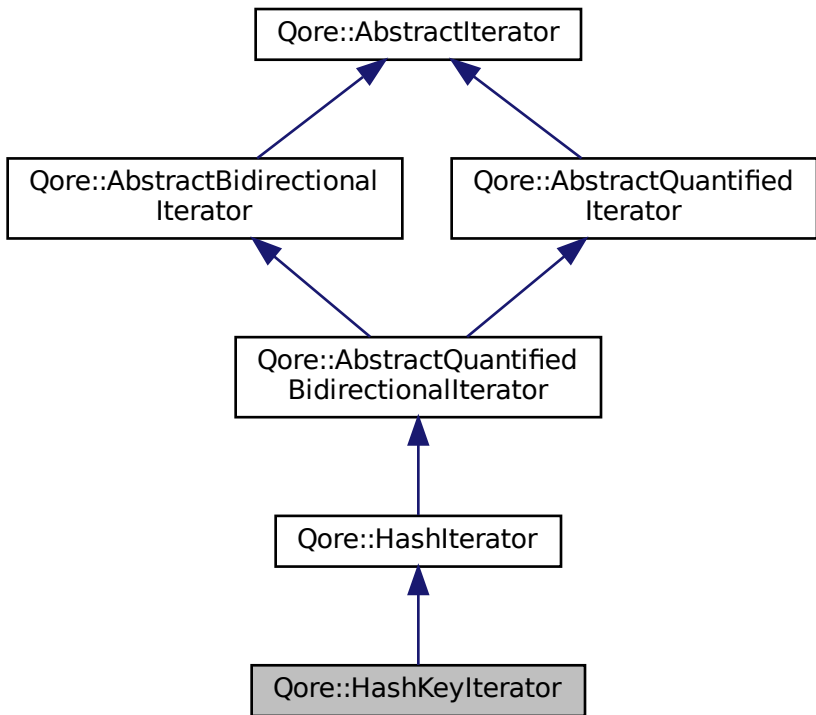 Qore::AbstractIterator
Qore::AbstractBidirectional
Iterator
Qore::AbstractQuantified
Iterator
Qore::AbstractQuantified
BidirectionalIterator
Qore::HashIterator
Qore::HashKeyIterator